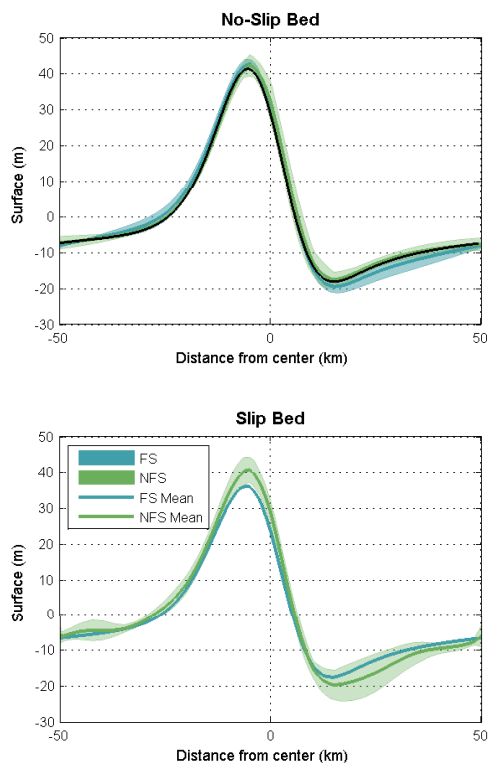 No-Slip Bed
50
40
30
20
10
0
-10
-20
-30
Surface (m)
-50 0 50
Distance from center (km)
Slip Bed
50
40
30
20
10
0
-10
-20
-30
Surface (m)
FS
NFS
FS Mean
NFS Mean
-50 0 50
Distance from center (km)